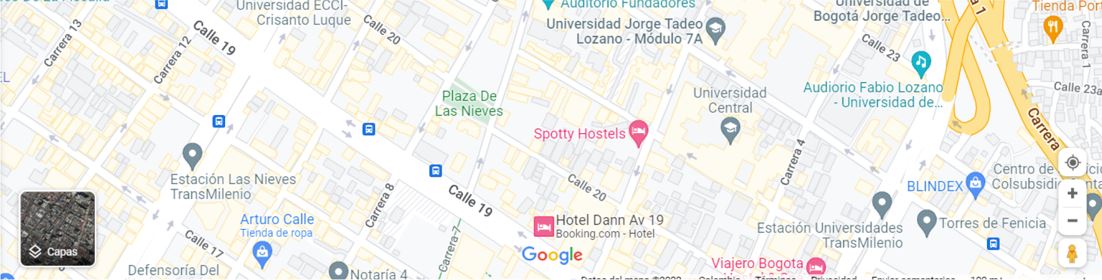 Universidad ECCI-
Crisanto Luque
Auditorio Fundadores
Universidad Jorge Tadeo
Lozano - Módulo 7A
Universidad de
Bogotá Jorge Tadeo...
Tienda Port
Carrera 13
Carrera 12
Calle 19
Calle 20
Calle 23
Carrera 1
Calle 23a
Audiorio Fabio Lozano
- Universidad de...
Plaza De
Las Nieves
Universidad
Central
Spotty Hostels
Carrera 4
Carrera
Estación Las Nieves
TransMilenio
Carrera 8
Calle 19
Calle 20
BLINDEX
Centro de
Colsubsidio
Arturo Calle
Tienda de ropa
Calle 17
Carrera 7
Hotel Dann Av 19
Booking.com - Hotel
Estación Universidades
TransMilenio
Torres de Fenicia
Capas
Google
Defensoría Del
Notaría 4
Viajero Bogota